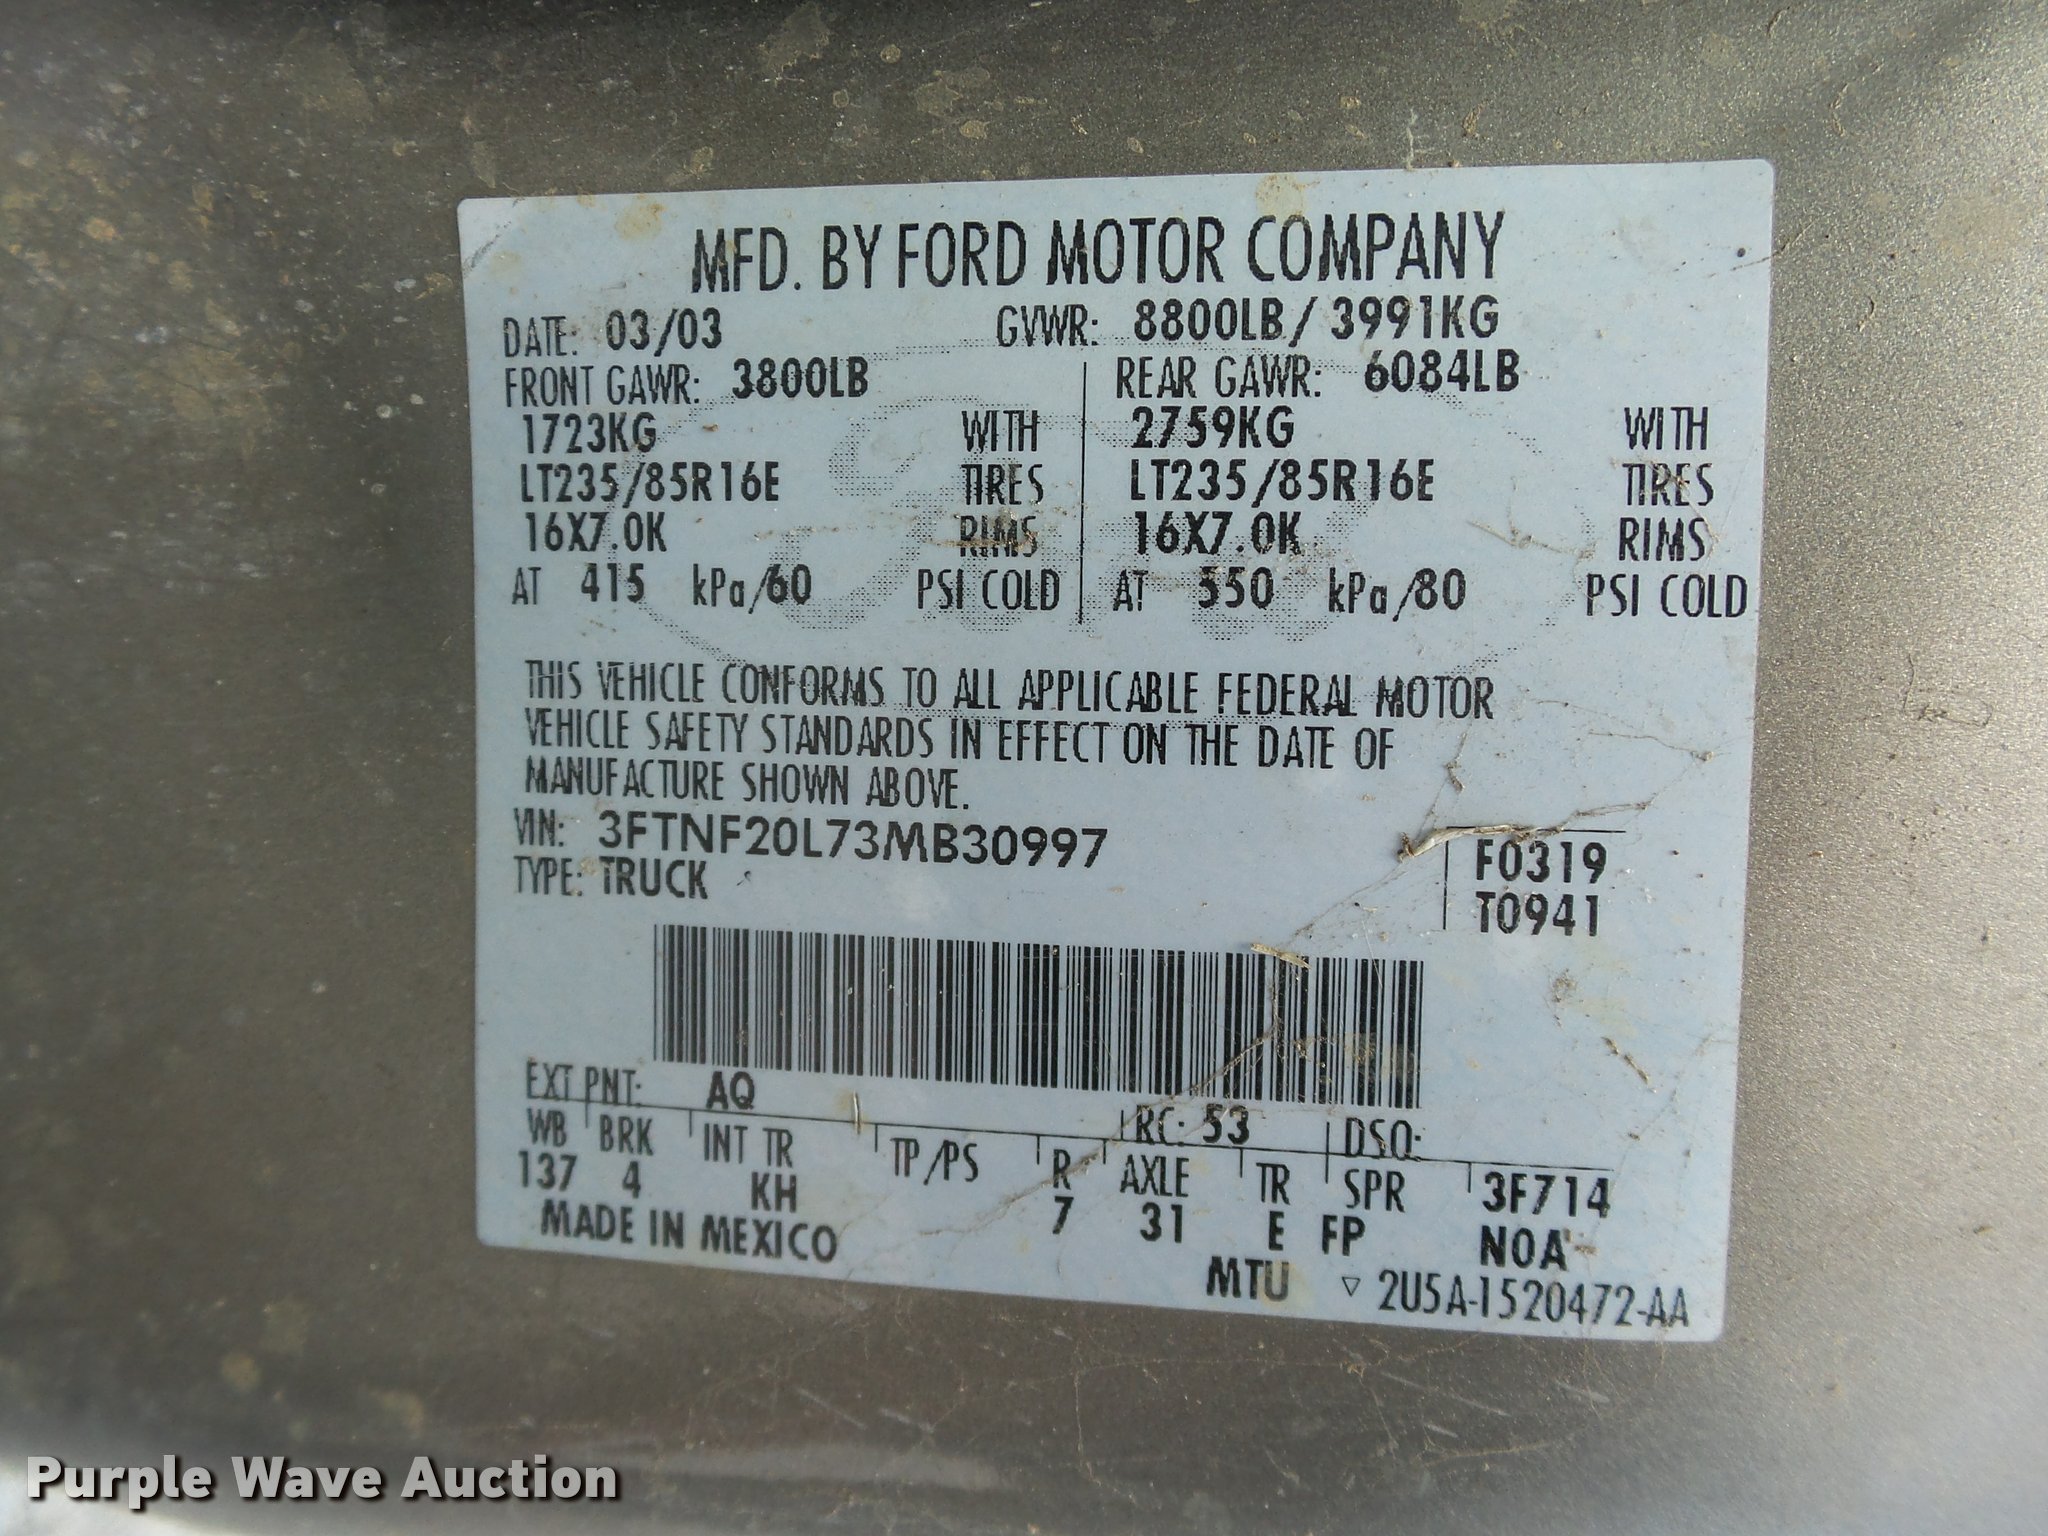 MFD. BY FORD MOTOR COMPANY
DATE: 03/03 GVWR: 8800LB / 3991KG
FRONT GAWR: 3800LB REAR GAWR: 6084LB
1723KG WITH 2759KG WITH
LT235/85R16E TIRES LT235/85R16E TIRES
16X7.0K RIMS 16X7.0K RIMS
AT 415 kPa/60 PSI COLD AT 550 kPa/80 PSI COLD
THIS VEHICLE CONFORMS TO ALL APPLICABLE FEDERAL MOTOR
VEHICLE SAFETY STANDARDS IN EFFECT ON THE DATE OF
MANUFACTURE SHOWN ABOVE.
VIN: 3FTNF20L73MB30997
TYPE: TRUCK
F0319
T0941
EXT PNT: AQ RC: 53 DSO:
WB BRK INT TR TP/PS R AXLE TR SPR 3F714
137 4 KH 7 31 E FP N0A
MADE IN MEXICO
MTU ▽ 2U5A-1520472-AA
Purple Wave Auction